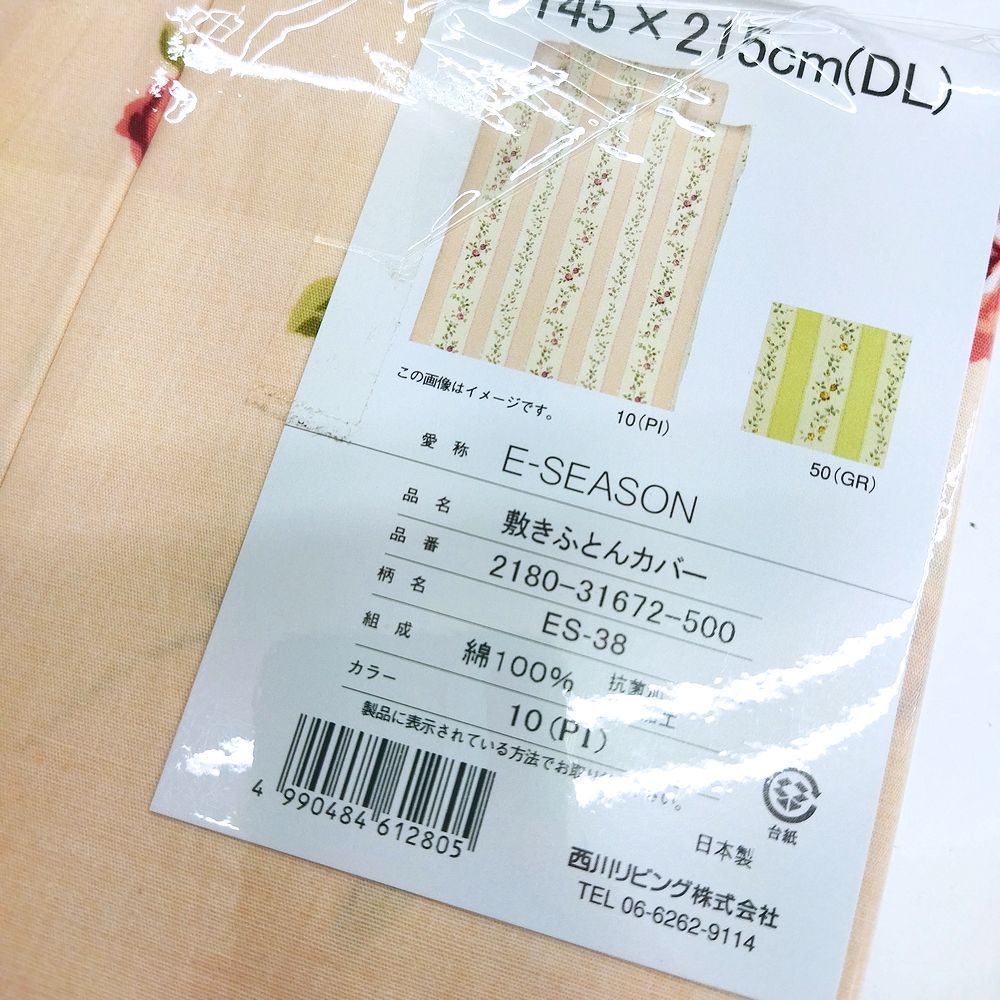 145×215cm(DL)
この画像はイメージです。
10(PI)
50(GR)
愛称 E-SEASON
品名 敷きふとんカバー
品番 2180-31672-500
柄名 ES-38
組成 綿100% 抗菌
加工
カラー 10(PI)
製品に表示されている方法でお取り
い。
4 990484 612805
台紙
日本製
西川リビング株式会社
TEL 06-6262-9114